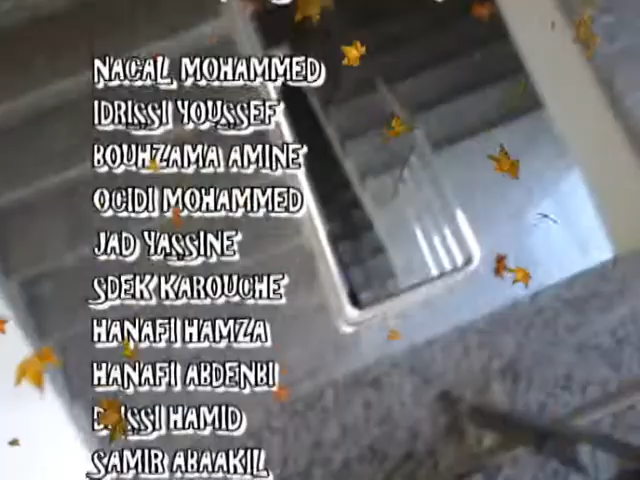 NACAL MOHAMMED
IDRISSI YOUSSEF
BOUHZAMA AMINE
OCIDI MOHAMMED
JAD YASSINE
SDEK KAROUCHE
HANAFI HAMZA
HANAFI ABDENBI
HAMID
SAMIR ABAAKIL